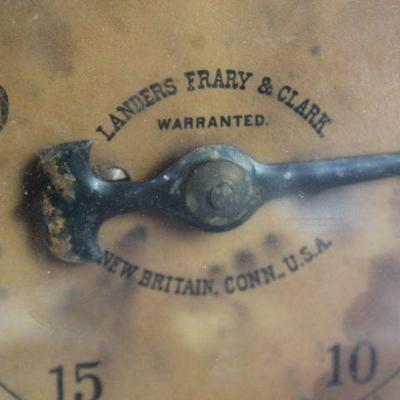 LANDERS FRARY & CLARK.
WARRANTED.
NEW BRITAIN, CONN., U.S.A.
15
10